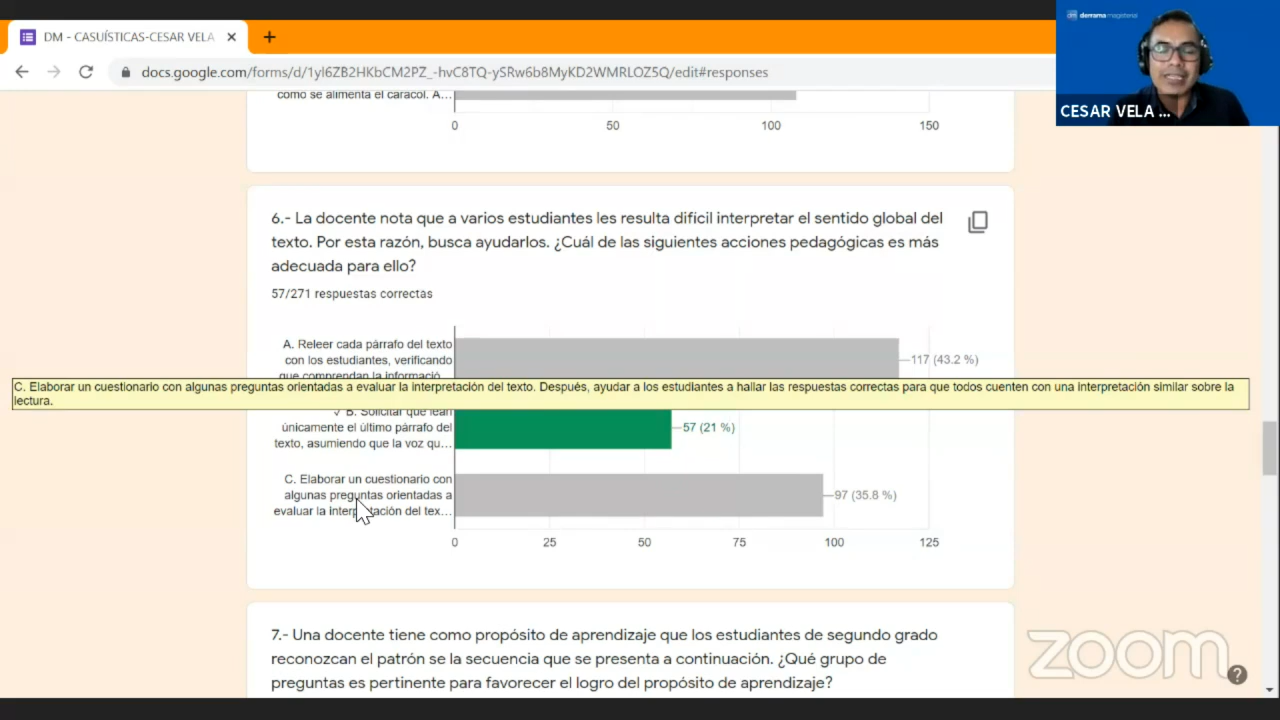 DM - CASUÍSTICAS-CESAR VELA
docs.google.com/forms/d/1yl6ZB2HKbCM2PZ_-hvC8TQ-ySRw6b8MyKD2WMRLOZ5Q/edit#responses
derrama magisterial
CESAR VELA ...
como se alimenta el caracol. A...
0 50 100 150
6.- La docente nota que a varios estudiantes les resulta difícil interpretar el sentido global del
texto. Por esta razón, busca ayudarlos. ¿Cuál de las siguientes acciones pedagógicas es más
adecuada para ello?
57/271 respuestas correctas
A. Releer cada párrafo del texto
con los estudiantes, verificando
que comprendan la informació...
117 (43.2 %)
C. Elaborar un cuestionario con algunas preguntas orientadas a evaluar la interpretación del texto. Después, ayudar a los estudiantes a hallar las respuestas correctas para que todos cuenten con una interpretación similar sobre la
lectura.
✓ B. Solicitar que lean
únicamente el último párrafo del
texto, asumiendo que la voz qu...
57 (21 %)
C. Elaborar un cuestionario con
algunas preguntas orientadas a
evaluar la interpretación del tex...
97 (35.8 %)
0 25 50 75 100 125
7.- Una docente tiene como propósito de aprendizaje que los estudiantes de segundo grado
reconozcan el patrón se la secuencia que se presenta a continuación. ¿Qué grupo de
preguntas es pertinente para favorecer el logro del propósito de aprendizaje?
zoom